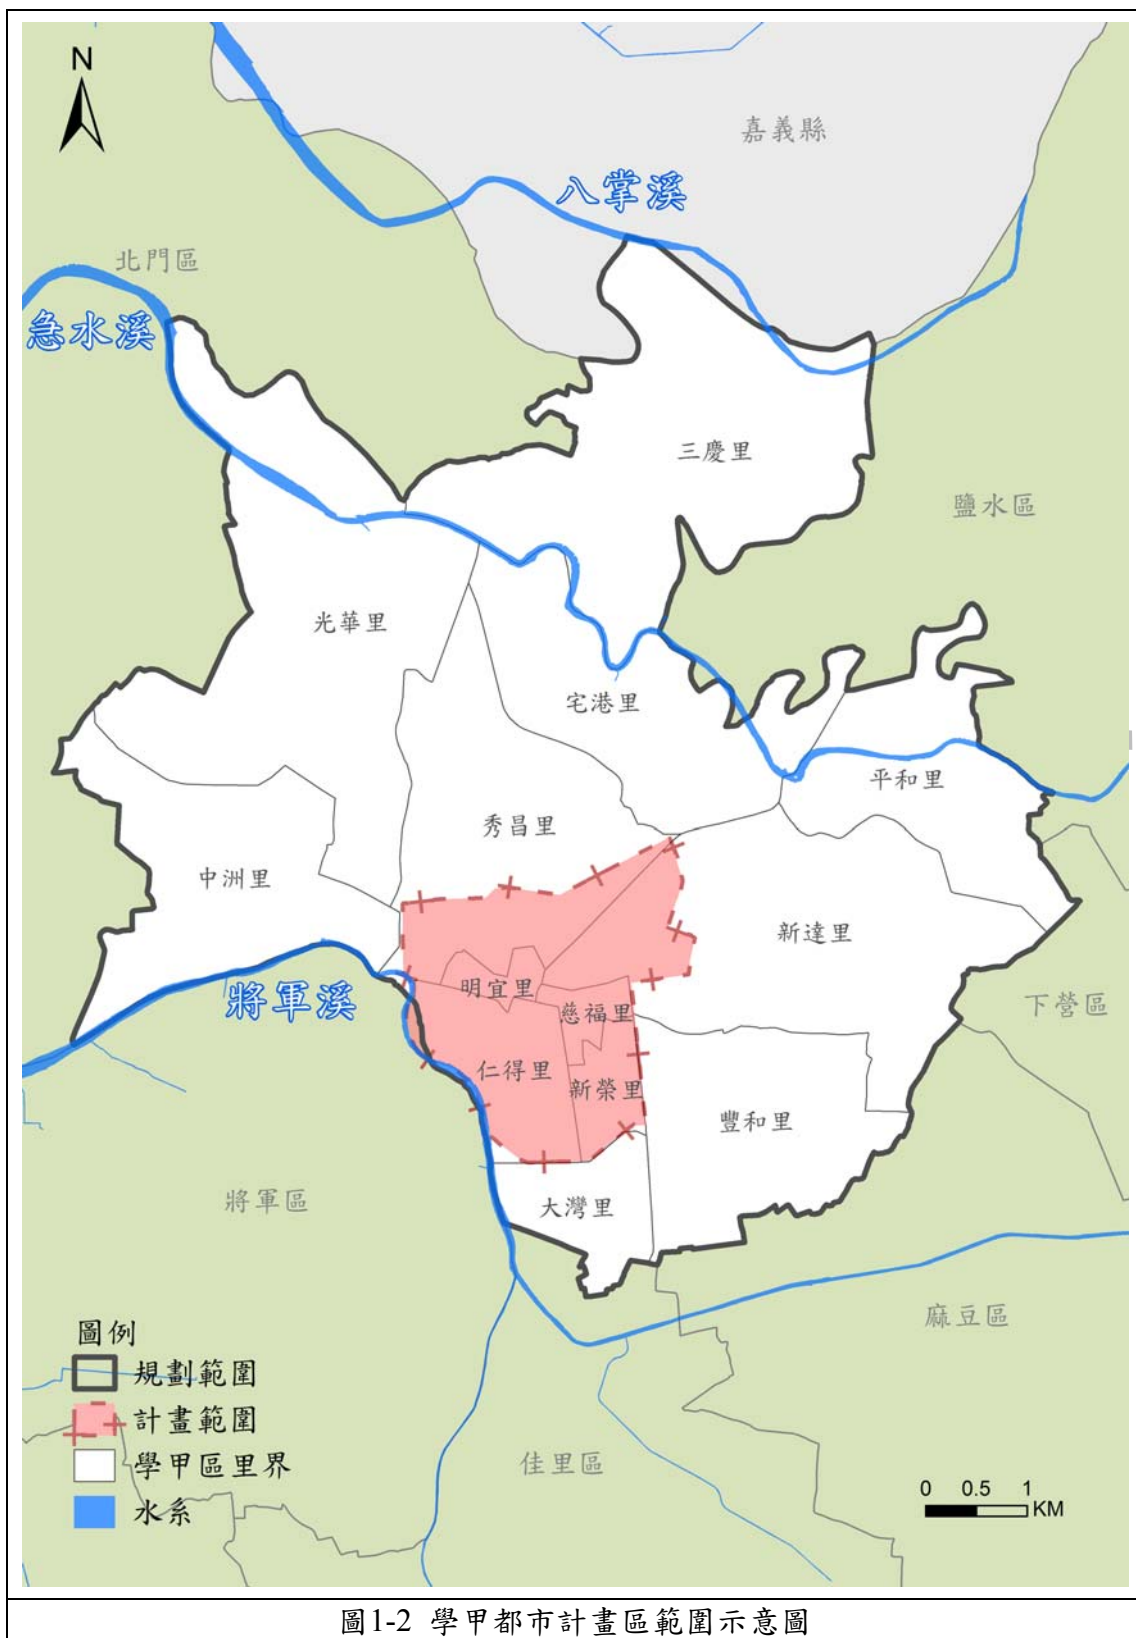 N
嘉義縣
八掌溪
北門區
急水溪
三慶里
鹽水區
光華里
宅港里
平和里
秀昌里
中洲里
新達里
明宜里
將軍溪
慈福里
下營區
仁得里
新榮里
豐和里
將軍區
大灣里
麻豆區
圖例
規劃範圍
計畫範圍
學甲區里界
水系
佳里區
0 0.5 1
KM
圖1-2 學甲都市計畫區範圍示意圖